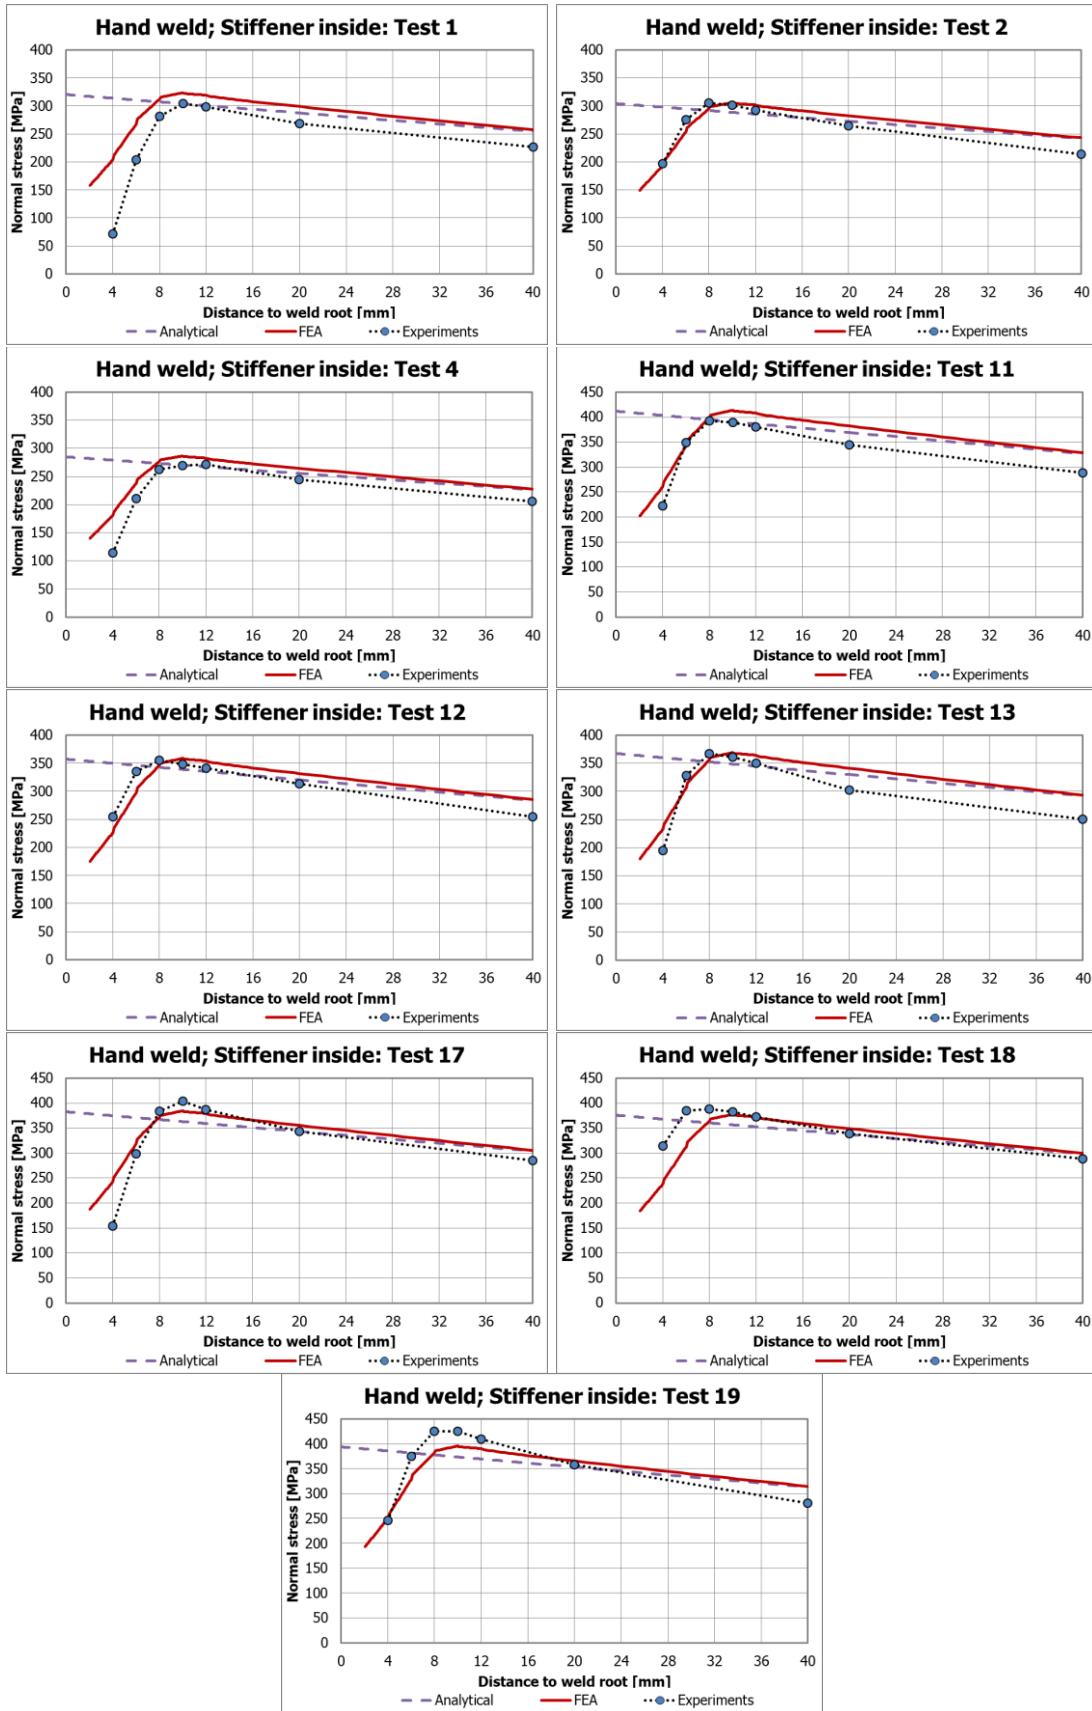 Hand weld; Stiffener inside: Test 1
Normal stress [MPa]
400
350
300
250
200
150
100
50
0
0 4 8 12 16 20 24 28 32 36 40
Distance to weld root [mm]
Analytical FEA Experiments
Hand weld; Stiffener inside: Test 2
Normal stress [MPa]
400
350
300
250
200
150
100
50
0
0 4 8 12 16 20 24 28 32 36 40
Distance to weld root [mm]
Analytical FEA Experiments
Hand weld; Stiffener inside: Test 4
Normal stress [MPa]
400
350
300
250
200
150
100
50
0
0 4 8 12 16 20 24 28 32 36 40
Distance to weld root [mm]
Analytical FEA Experiments
Hand weld; Stiffener inside: Test 11
Normal stress [MPa]
450
400
350
300
250
200
150
100
50
0
0 4 8 12 16 20 24 28 32 36 40
Distance to weld root [mm]
Analytical FEA Experiments
Hand weld; Stiffener inside: Test 12
Normal stress [MPa]
400
350
300
250
200
150
100
50
0
0 4 8 12 16 20 24 28 32 36 40
Distance to weld root [mm]
Analytical FEA Experiments
Hand weld; Stiffener inside: Test 13
Normal stress [MPa]
400
350
300
250
200
150
100
50
0
0 4 8 12 16 20 24 28 32 36 40
Distance to weld root [mm]
Analytical FEA Experiments
Hand weld; Stiffener inside: Test 17
Normal stress [MPa]
450
400
350
300
250
200
150
100
50
0
0 4 8 12 16 20 24 28 32 36 40
Distance to weld root [mm]
Analytical FEA Experiments
Hand weld; Stiffener inside: Test 18
Normal stress [MPa]
450
400
350
300
250
200
150
100
50
0
0 4 8 12 16 20 24 28 32 36 40
Distance to weld root [mm]
Analytical FEA Experiments
Hand weld; Stiffener inside: Test 19
Normal stress [MPa]
450
400
350
300
250
200
150
100
50
0
0 4 8 12 16 20 24 28 32 36 40
Distance to weld root [mm]
Analytical FEA Experiments